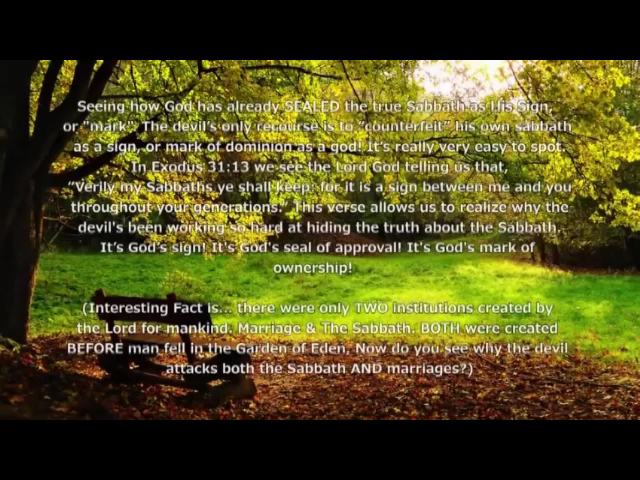 Seeing how God has already SEALED the true Sabbath as His Sign,
or "mark". The devil's only recourse is to "counterfeit" his own sabbath
as a sign, or mark of dominion as a god! It's really very easy to spot.
In Exodus 31:13 we see the Lord God telling us that,
"Verily my Sabbaths ye shall keep: for it is a sign between me and you
throughout your generations." This verse allows us to realize why the
devil's been working so hard at hiding the truth about the Sabbath.
It's God's sign! It's God's seal of approval! It's God's mark of
ownership!
(Interesting Fact is... there were only TWO institutions created by
the Lord for mankind. Marriage & The Sabbath. BOTH were created
BEFORE man fell in the Garden of Eden. Now do you see why the devil
attacks both the Sabbath AND marriages?)